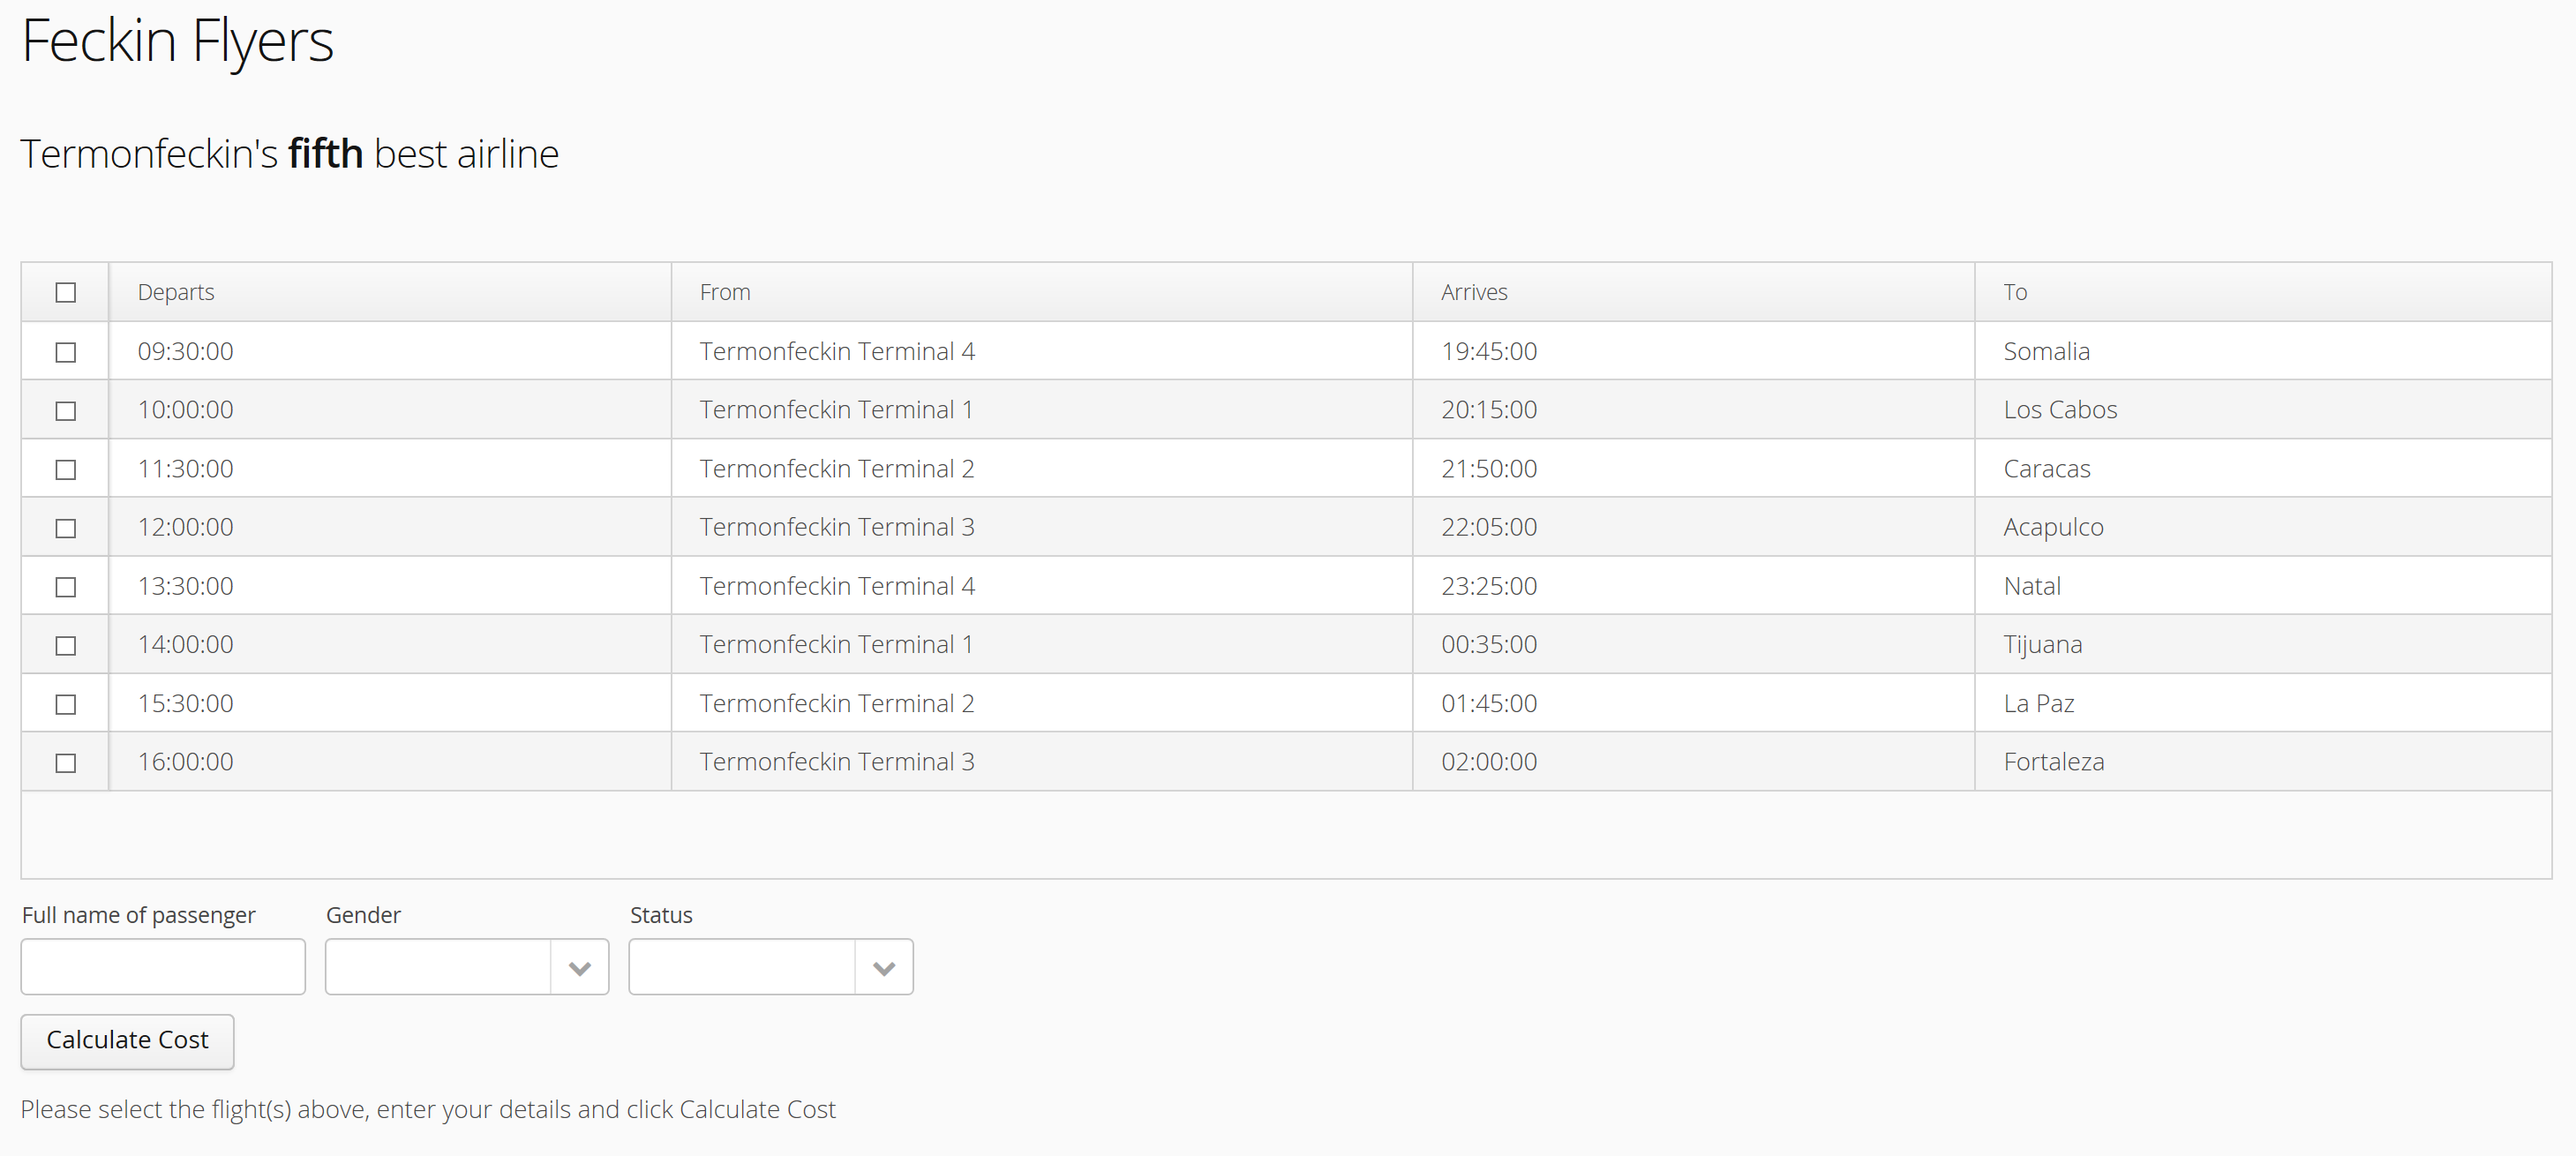 Feckin Flyers
Termonfeckin's fifth best airline
Departs From Arrives To
09:30:00 Termonfeckin Terminal 4 19:45:00 Somalia
10:00:00 Termonfeckin Terminal 1 20:15:00 Los Cabos
11:30:00 Termonfeckin Terminal 2 21:50:00 Caracas
12:00:00 Termonfeckin Terminal 3 22:05:00 Acapulco
13:30:00 Termonfeckin Terminal 4 23:25:00 Natal
14:00:00 Termonfeckin Terminal 1 00:35:00 Tijuana
15:30:00 Termonfeckin Terminal 2 01:45:00 La Paz
16:00:00 Termonfeckin Terminal 3 02:00:00 Fortaleza
Full name of passenger Gender Status
Calculate Cost
Please select the flight(s) above, enter your details and click Calculate Cost